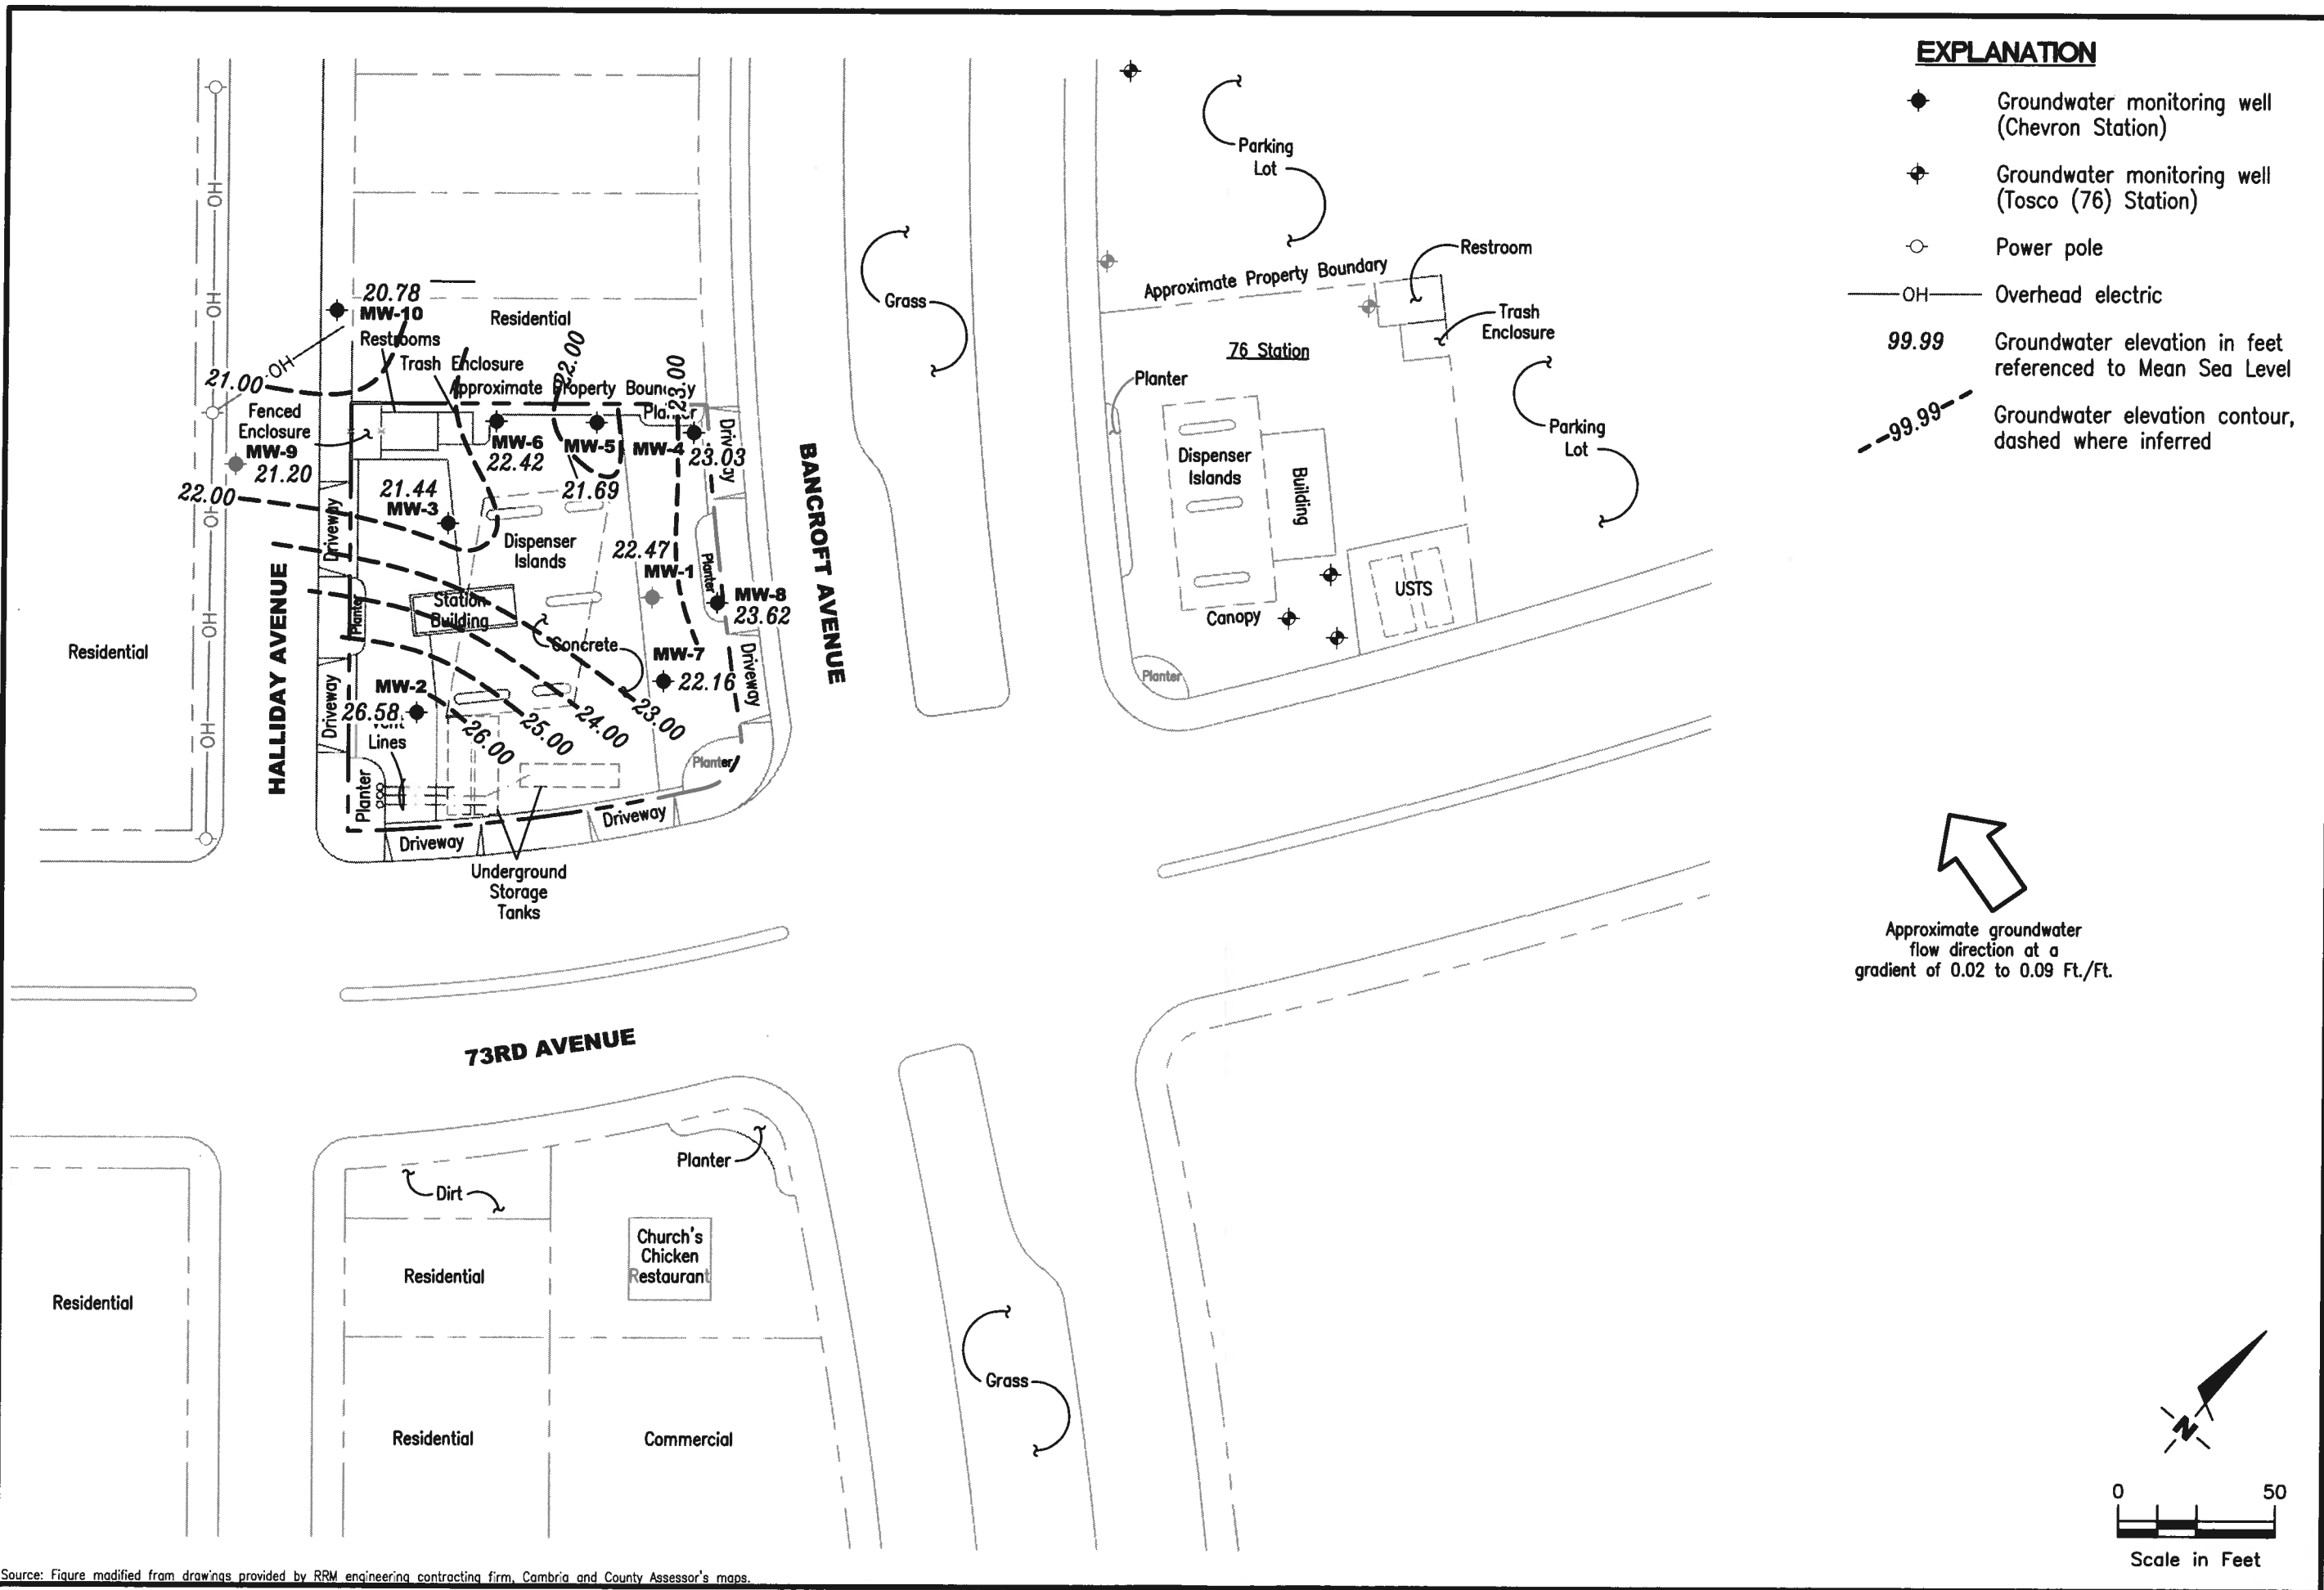 EXPLANATION
Groundwater monitoring well
(Chevron Station)
Groundwater monitoring well
(Tosco (76) Station)
Power pole
OH
Overhead electric
99.99
Groundwater elevation in feet
referenced to Mean Sea Level
99.99
Groundwater elevation contour,
dashed where inferred
Parking
Lot
Restroom
Approximate Property Boundary
Trash
Enclosure
76 Station
Planter
Dispenser
Islands
Building
Parking
Lot
USTS
Canopy
Planter
Grass
OH
OH
OH
OH
OH
OH
20.78
MW-10
Residential
Restrooms
Trash Enclosure
22.00
23.00
21.00
Approximate Property Boundary
Fenced
Enclosure
MW-9
21.20
22.00
MW-6
22.42
MW-5
21.69
MW-4
23.03
Driveway
21.44
MW-3
Driveway
Dispenser
Islands
22.47
MW-1
Planter
MW-8
23.62
BANCROFT AVENUE
HALLIDAY AVENUE
Planter
Station
Building
Concrete
MW-7
22.16
Driveway
Residential
MW-2
26.58
Driveway
Lines
26.00
25.00
24.00
23.00
Planter
Planter
Driveway
Driveway
Underground
Storage
Tanks
73RD AVENUE
Approximate groundwater
flow direction at a
gradient of 0.02 to 0.09 Ft./Ft.
Planter
Dirt
Church's
Chicken
Restaurant
Residential
Residential
Grass
Residential
Commercial
N
0 50
Scale in Feet
Source: Figure modified from drawings provided by RRM engineering contracting firm, Cambria and County Assessor's maps.